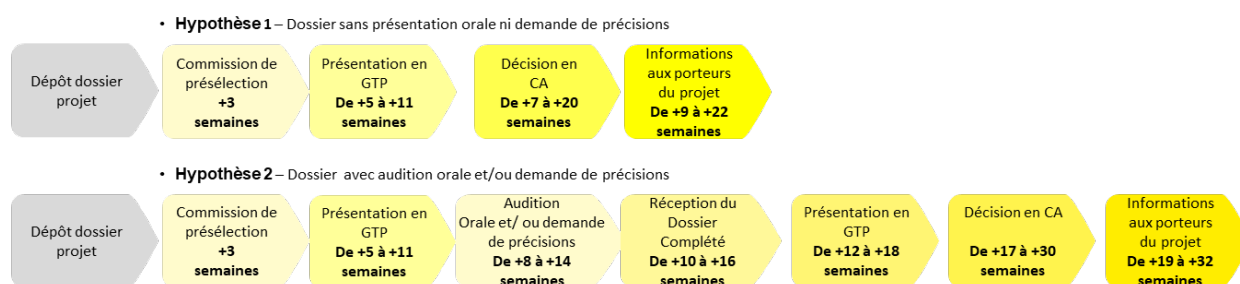 • Hypothèse 1 – Dossier sans présentation orale ni demande de précisions
Dépôt dossier
projet
Commission de
présélection
+3
semaines
Présentation en
GTP
De +5 à +11
semaines
Décision en
CA
De +7 à +20
semaines
Informations
aux porteurs
du projet
De +9 à +22
semaines
• Hypothèse 2 – Dossier avec audition orale et/ou demande de précisions
Dépôt dossier
projet
Commission de
présélection
+3
semaines
Présentation en
GTP
De +5 à +11
semaines
Audition
Orale et/ ou demande
de précisions
De +8 à +14
semaines
Réception du
Dossier
Complété
De +10 à +16
semaines
Présentation en
GTP
De +12 à +18
semaines
Décision en CA
De +17 à +30
semaines
Informations
aux porteurs
du projet
De +19 à +32
semaines